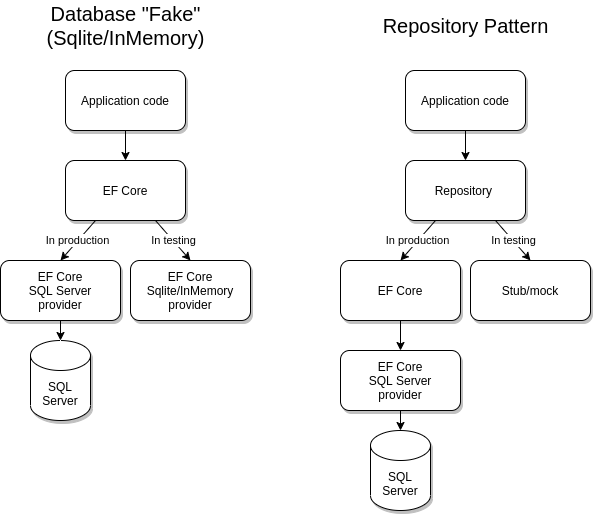 Database "Fake"
(Sqlite/InMemory)
Application code
EF Core
In production
In testing
EF Core
SQL Server
provider
EF Core
Sqlite/InMemory
provider
SQL
Server
Repository Pattern
Application code
Repository
In production
In testing
EF Core
Stub/mock
EF Core
SQL Server
provider
SQL
Server